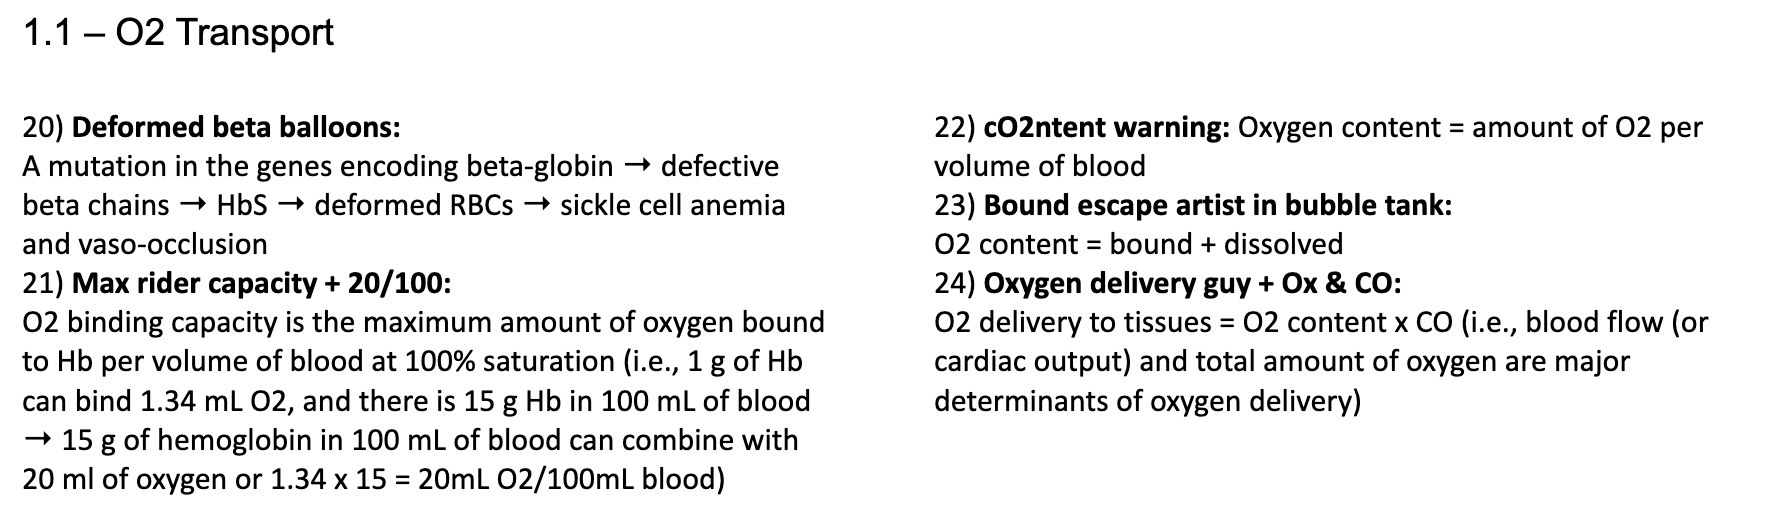 1.1 – O2 Transport
20) Deformed beta balloons:
A mutation in the genes encoding beta-globin → defective
beta chains → HbS → deformed RBCs → sickle cell anemia
and vaso-occlusion
21) Max rider capacity + 20/100:
O2 binding capacity is the maximum amount of oxygen bound
to Hb per volume of blood at 100% saturation (i.e., 1 g of Hb
can bind 1.34 mL O2, and there is 15 g Hb in 100 mL of blood
→ 15 g of hemoglobin in 100 mL of blood can combine with
20 ml of oxygen or 1.34 x 15 = 20mL O2/100mL blood)
22) cO2ntent warning: Oxygen content = amount of O2 per
volume of blood
23) Bound escape artist in bubble tank:
O2 content = bound + dissolved
24) Oxygen delivery guy + Ox & CO:
O2 delivery to tissues = O2 content x CO (i.e., blood flow (or
cardiac output) and total amount of oxygen are major
determinants of oxygen delivery)